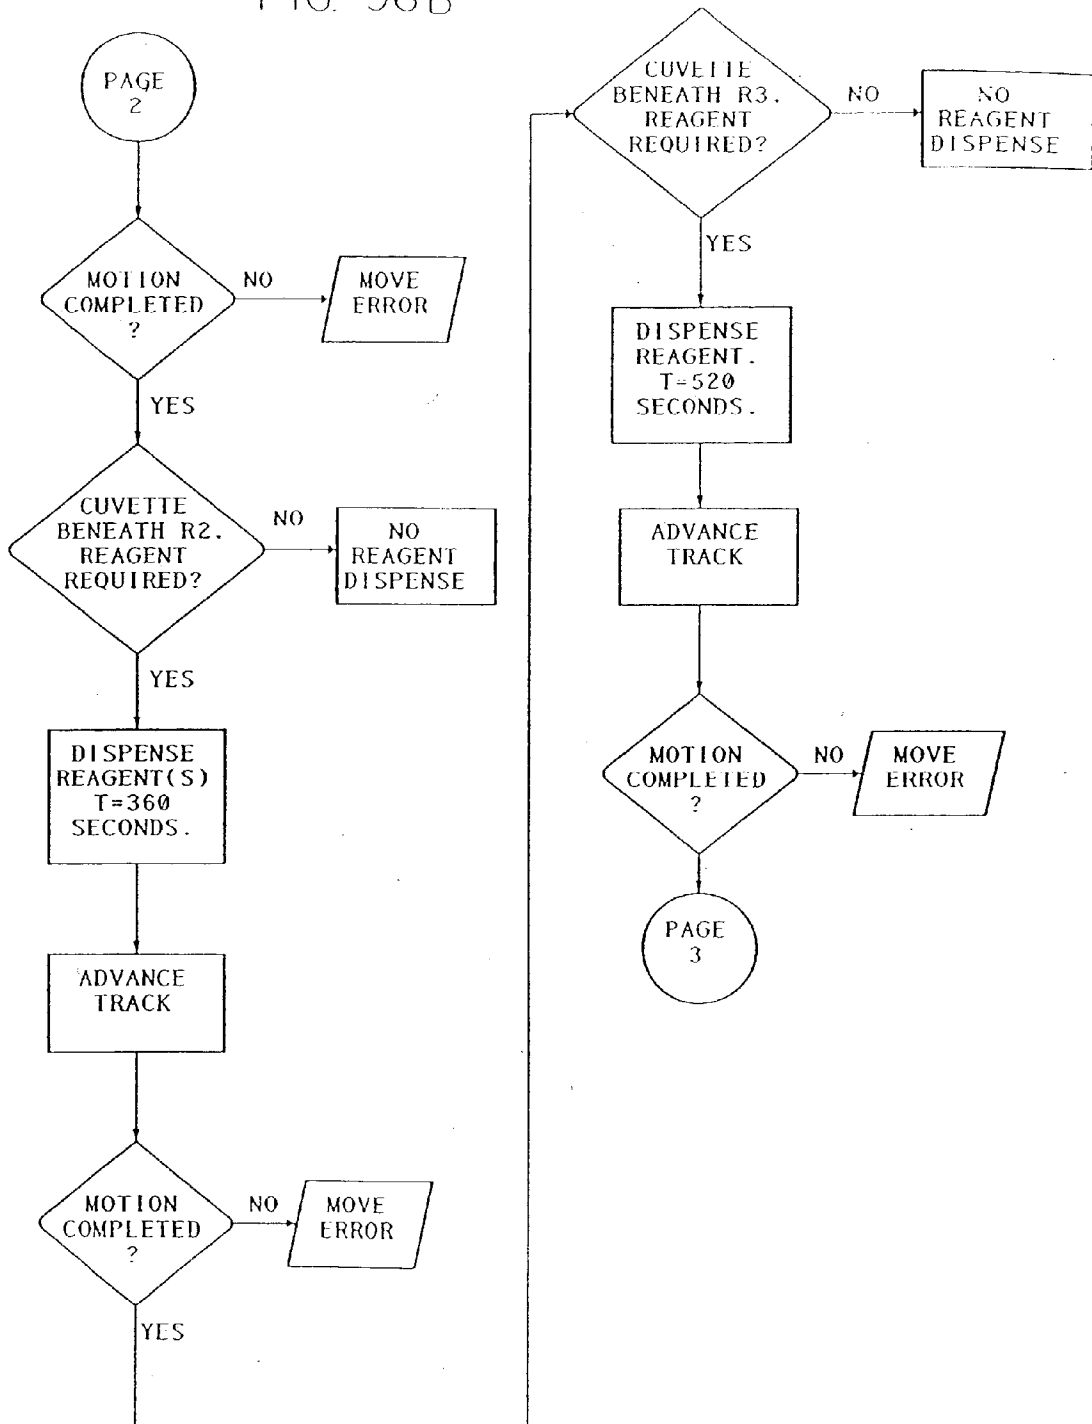 FIG. 36B
PAGE
2
MOTION
COMPLETED
?
NO
MOVE
ERROR
YES
CUVETTE
BENEATH R2.
REAGENT
REQUIRED?
NO
NO
REAGENT
DISPENSE
YES
DISPENSE
REAGENT(S)
T=360
SECONDS.
ADVANCE
TRACK
MOTION
COMPLETED
?
NO
MOVE
ERROR
YES
CUVETTE
BENEATH R3.
REAGENT
REQUIRED?
NO
NO
REAGENT
DISPENSE
YES
DISPENSE
REAGENT.
T=520
SECONDS.
ADVANCE
TRACK
MOTION
COMPLETED
?
NO
MOVE
ERROR
PAGE
3